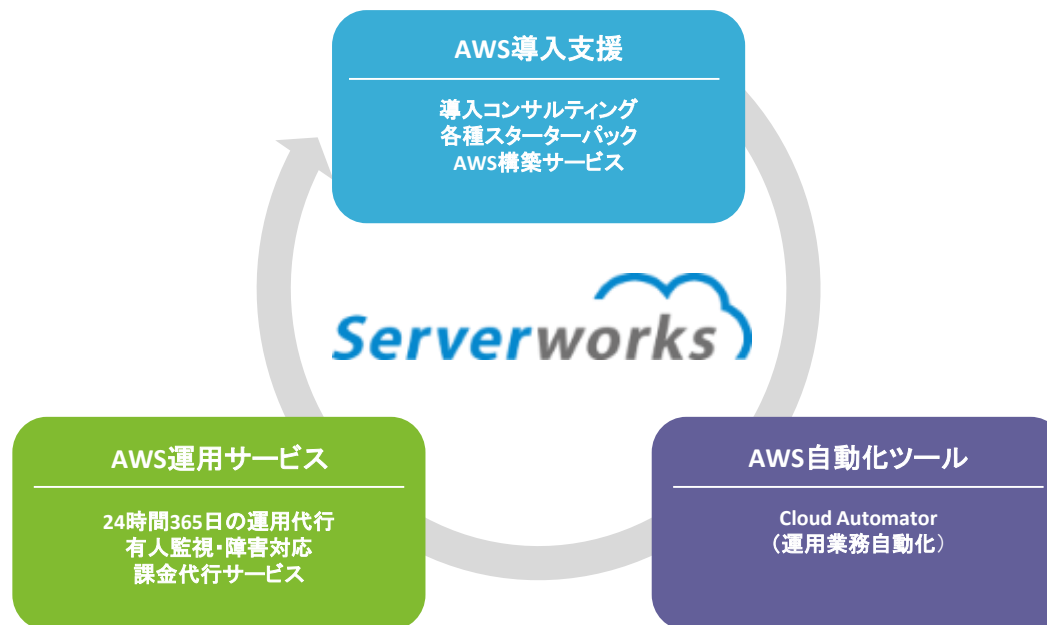 AWS導入支援
導入コンサルティング
各種スターターパック
AWS構築サービス
Serverworks
AWS運用サービス
24時間365日の運用代行
有人監視・障害対応
課金代行サービス
AWS自動化ツール
Cloud Automator
（運用業務自動化）